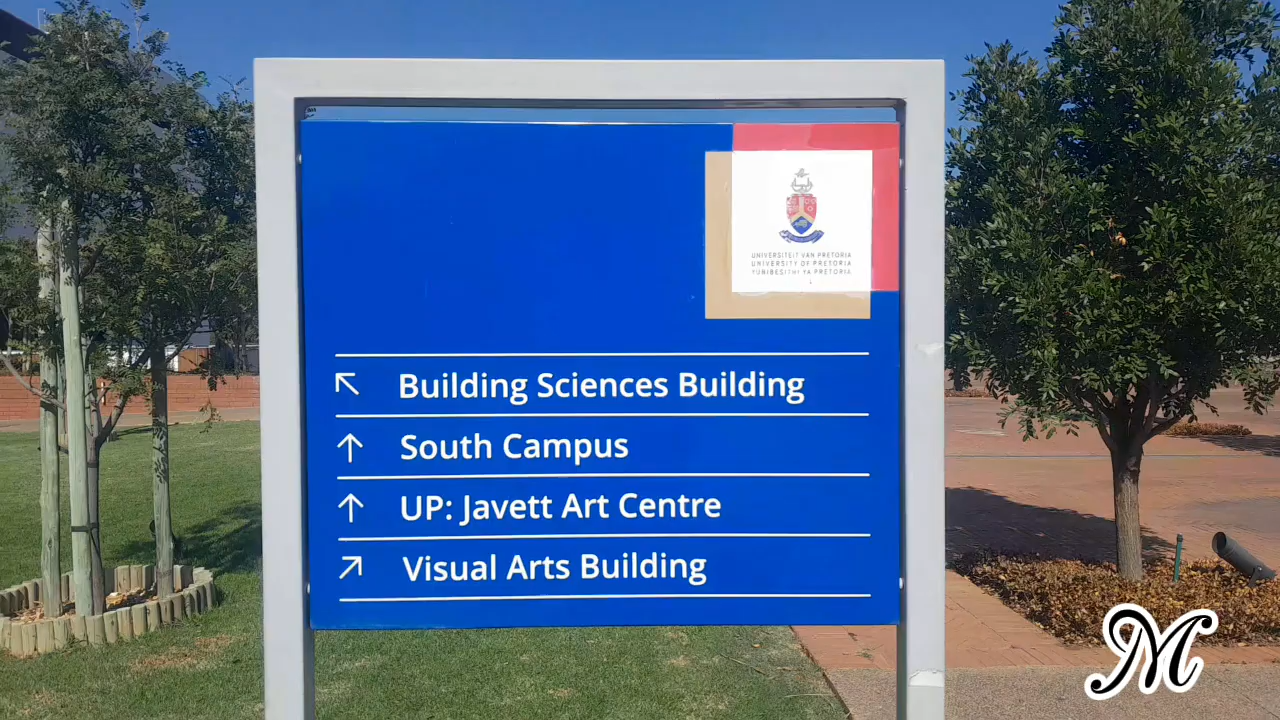 UNIVERSITEIT VAN PRETORIA
UNIVERSITY OF PRETORIA
YUNIBESITHI YA PRETORIA
Building Sciences Building
South Campus
UP: Javett Art Centre
Visual Arts Building
M